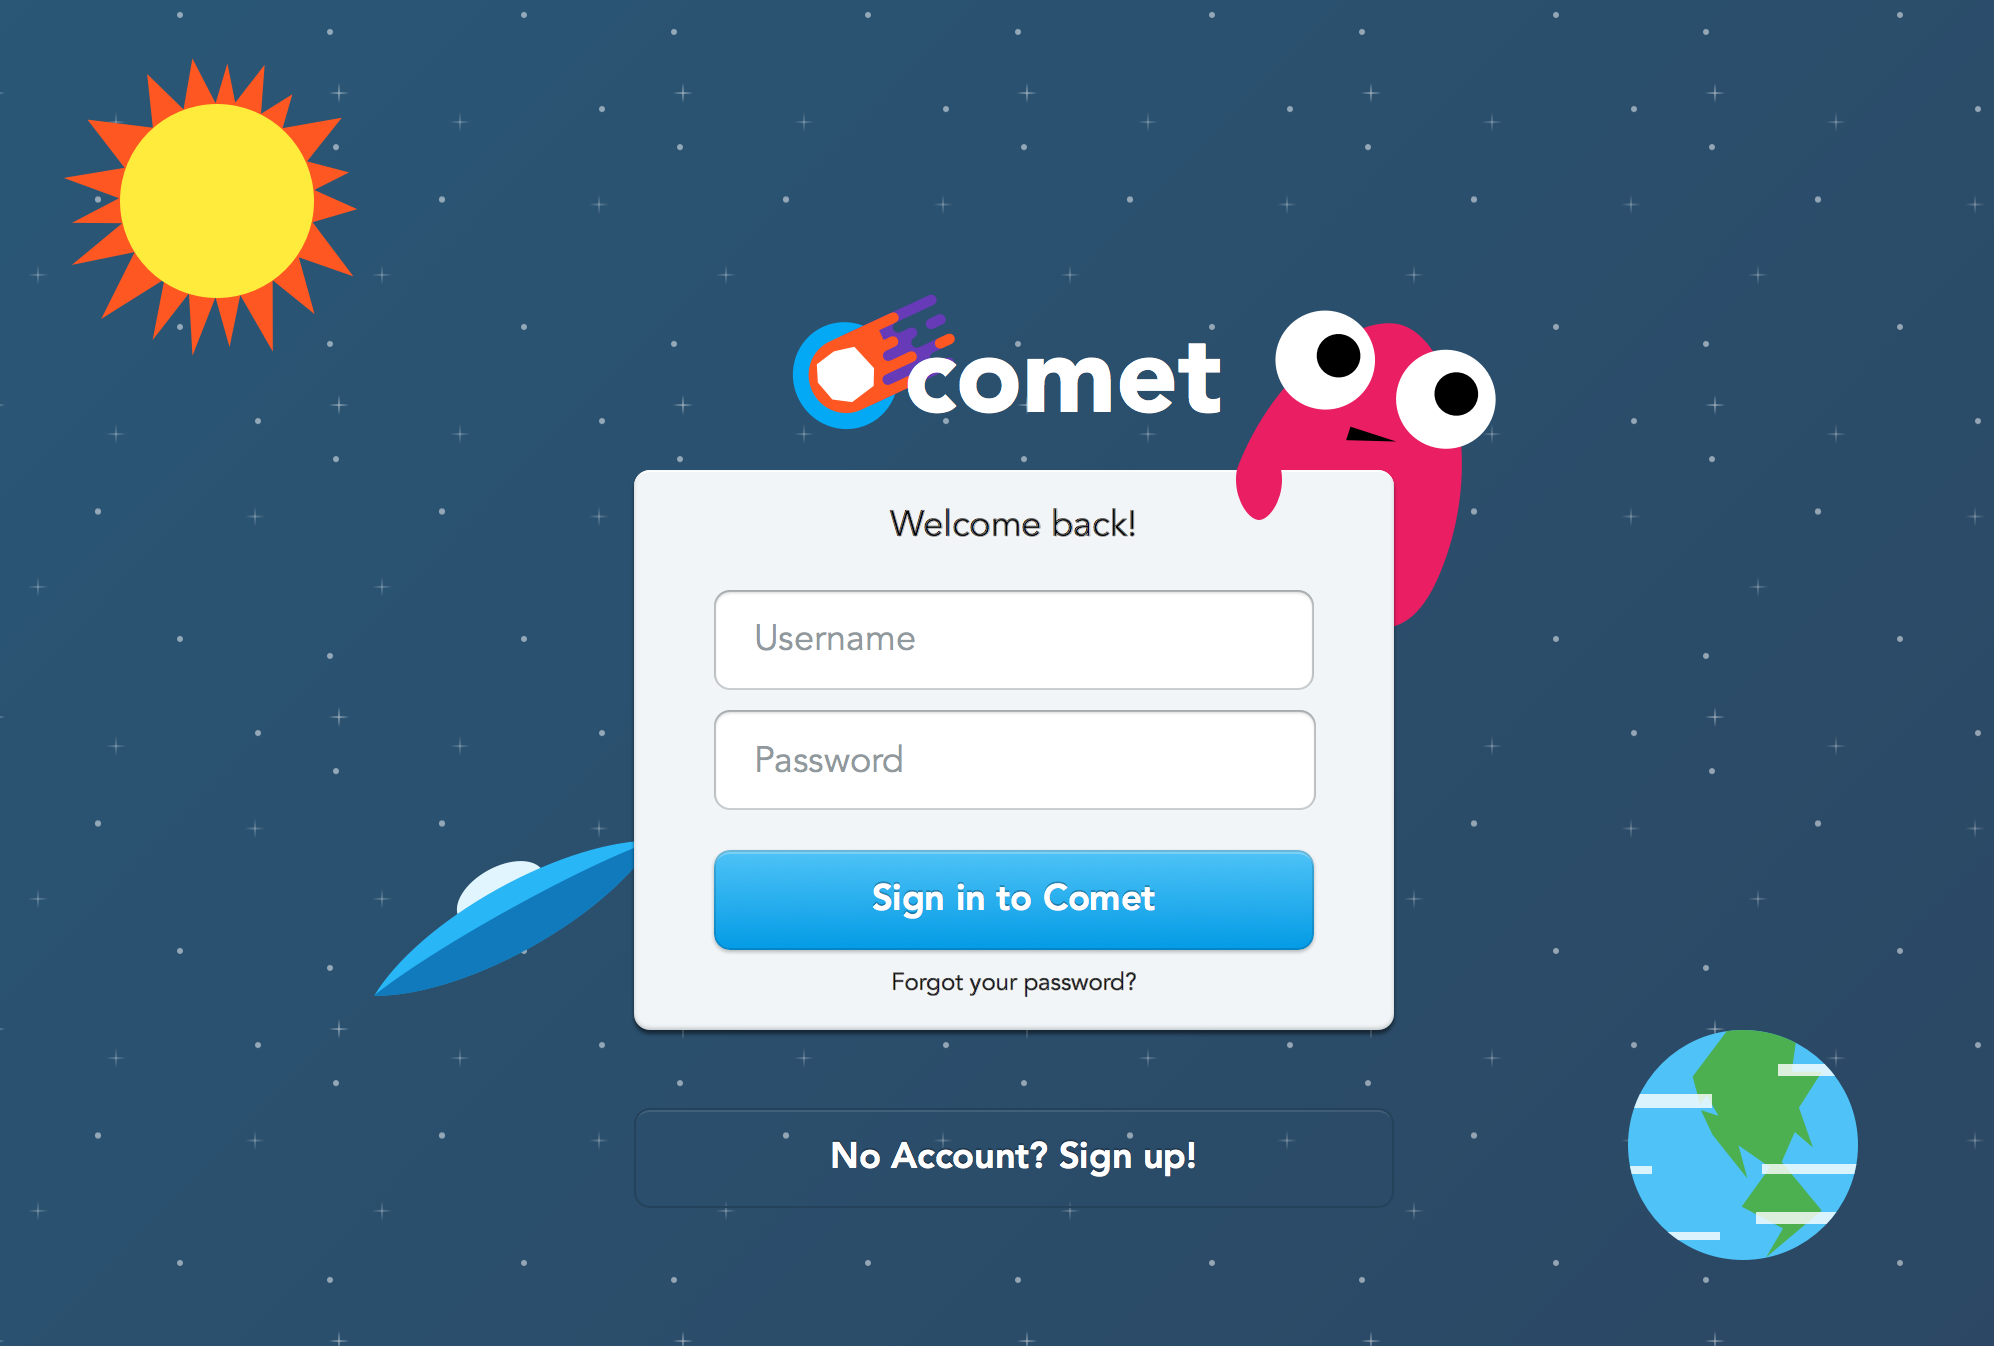 comet
Welcome back!
Username
Password
Sign in to Comet
Forgot your password?
No Account? Sign up!